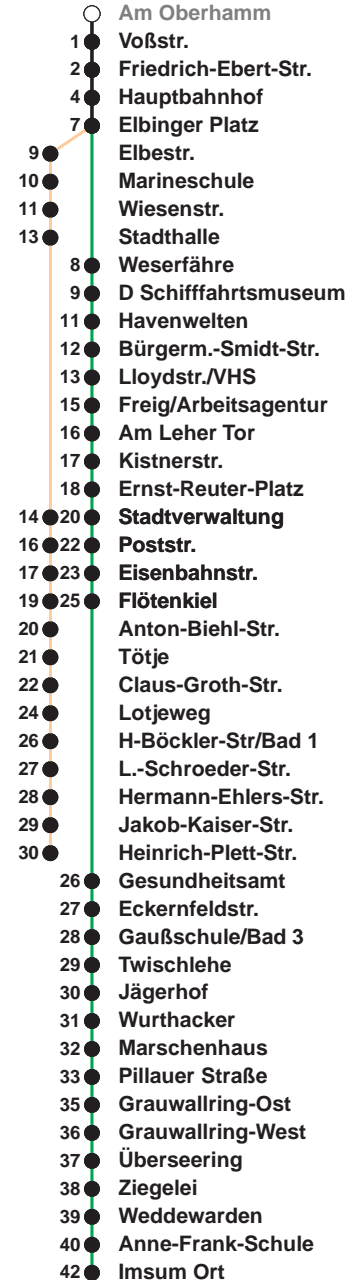 Am Oberhamm
1 Voßstr.
2 Friedrich-Ebert-Str.
4 Hauptbahnhof
7 Elbinger Platz
9 Elbestr.
10 Marineschule
11 Wiesenstr.
13 Stadthalle
8 Weserfähre
9 D Schifffahrtsmuseum
11 Havenwelten
12 Bürgerm.-Smidt-Str.
13 Lloydstr./VHS
15 Freig/Arbeitsagentur
16 Am Leher Tor
17 Kistnerstr.
18 Ernst-Reuter-Platz
14 20 Stadtverwaltung
16 22 Poststr.
17 23 Eisenbahnstr.
19 25 Flötenkiel
20 Anton-Biehl-Str.
21 Tötje
22 Claus-Groth-Str.
24 Lotjeweg
26 H-Böckler-Str/Bad 1
27 L.-Schroeder-Str.
28 Hermann-Ehlers-Str.
29 Jakob-Kaiser-Str.
30 Heinrich-Plett-Str.
26 Gesundheitsamt
27 Eckernfeldstr.
28 Gaußschule/Bad 3
29 Twischlehe
30 Jägerhof
31 Wurthacker
32 Marschenhaus
33 Pillauer Straße
35 Grauwallring-Ost
36 Grauwallring-West
37 Überseering
38 Ziegelei
39 Weddewarden
40 Anne-Frank-Schule
42 Imsum Ort